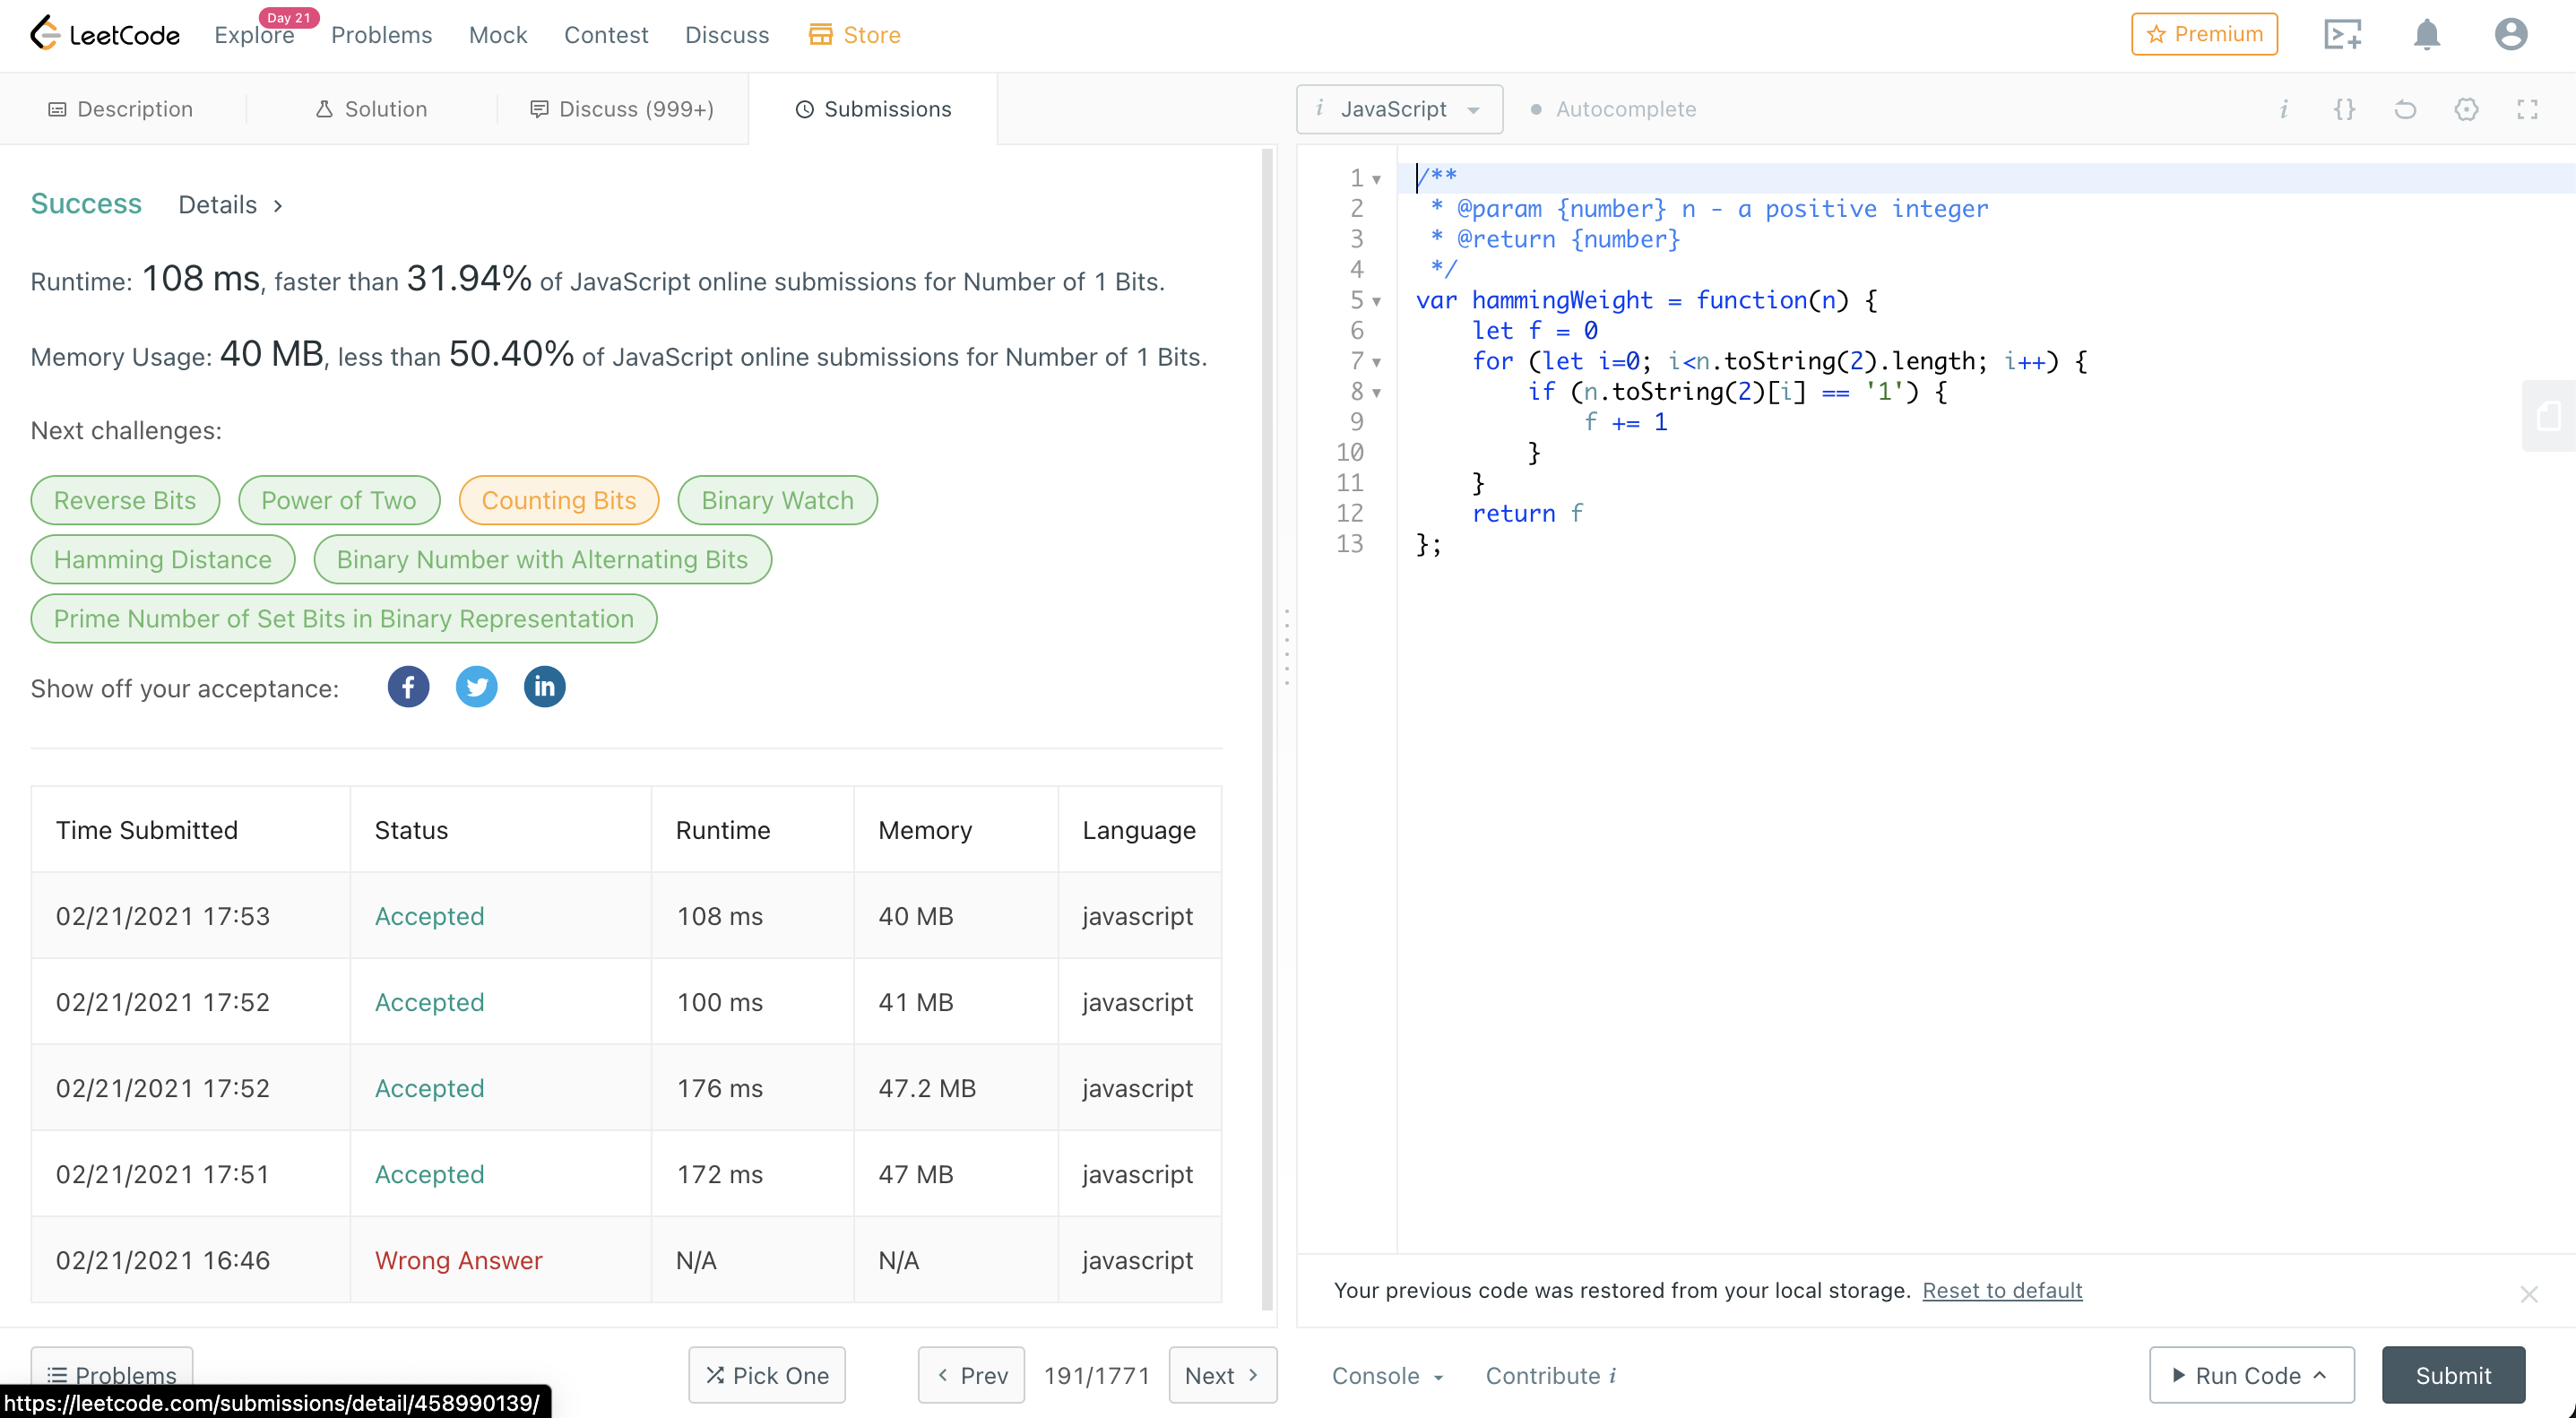 LeetCode
Explore
Day 21
Problems
Mock
Contest
Discuss
Store
Premium
Description
Solution
Discuss (999+)
Submissions
i JavaScript
Autocomplete
i
{}
Success Details >
Runtime: 108 ms, faster than 31.94% of JavaScript online submissions for Number of 1 Bits.
Memory Usage: 40 MB, less than 50.40% of JavaScript online submissions for Number of 1 Bits.
Next challenges:
Reverse Bits
Power of Two
Counting Bits
Binary Watch
Hamming Distance
Binary Number with Alternating Bits
Prime Number of Set Bits in Binary Representation
Show off your acceptance:
f
in
Time Submitted Status Runtime Memory Language
02/21/2021 17:53 Accepted 108 ms 40 MB javascript
02/21/2021 17:52 Accepted 100 ms 41 MB javascript
02/21/2021 17:52 Accepted 176 ms 47.2 MB javascript
02/21/2021 17:51 Accepted 172 ms 47 MB javascript
02/21/2021 16:46 Wrong Answer N/A N/A javascript
1 /**
2  * @param {number} n - a positive integer
3  * @return {number}
4  */
5 var hammingWeight = function(n) {
6     let f = 0
7     for (let i=0; i<n.toString(2).length; i++) {
8         if (n.toString(2)[i] == '1') {
9             f += 1
10         }
11     }
12     return f
13 };
Your previous code was restored from your local storage. Reset to default
Problems
Pick One
< Prev
191/1771
Next >
Console
Contribute i
Run Code
Submit
https://leetcode.com/submissions/detail/458990139/